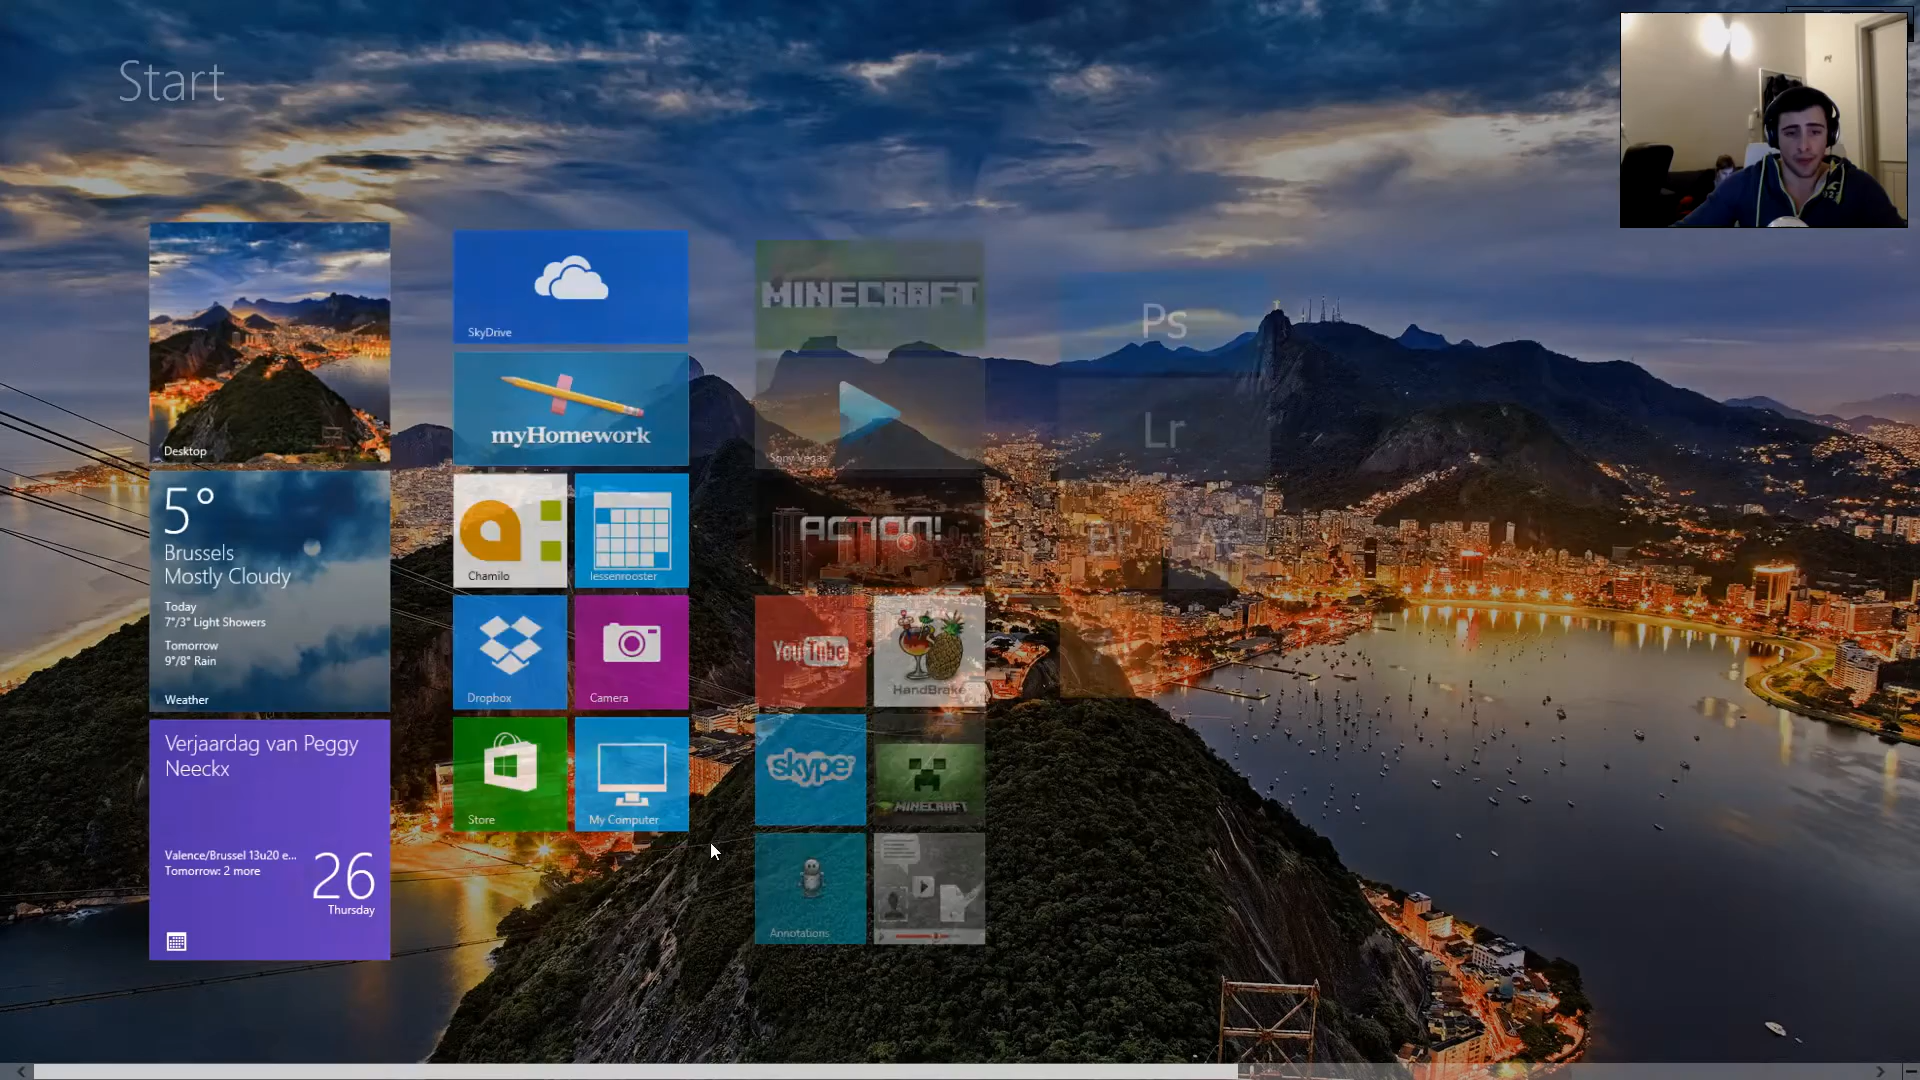 Start
Desktop
5°
Brussels
Mostly Cloudy
Today
7°/3° Light Showers
Tomorrow
9°/8° Rain
Weather
Verjaardag van Peggy
Neeckx
Valence/Brussel 13u20 e...
Tomorrow: 2 more
26
Thursday
SkyDrive
myHomework
Chamilo
lessenrooster
Dropbox
Camera
Store
My Computer
MINECRAFT
Sony Vegas
ACTION!
YouTube
HandBrake
skype
MINECRAFT
Annotations
Ps
Lr
Br
Ae